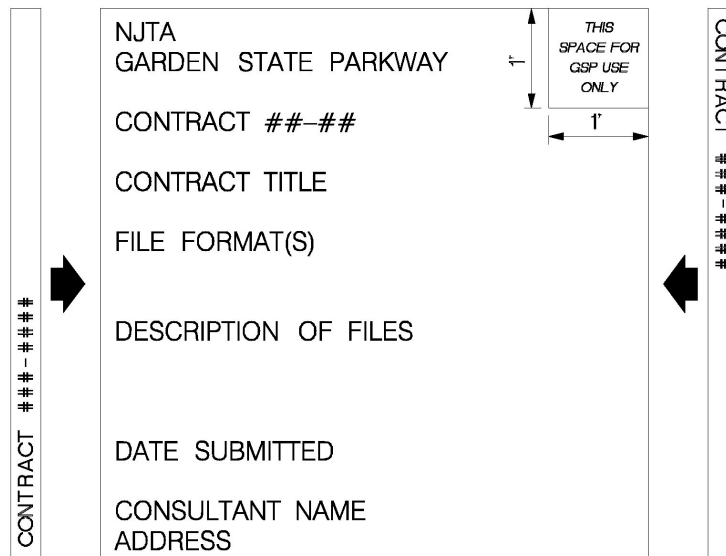 CONTRACT ###-####
NJTA
GARDEN STATE PARKWAY
THIS
SPACE FOR
GSP USE
ONLY
1"
1"
CONTRACT ##–##
CONTRACT TITLE
FILE FORMAT(S)
DESCRIPTION OF FILES
DATE SUBMITTED
CONSULTANT NAME
ADDRESS
CONTRACT ###-####